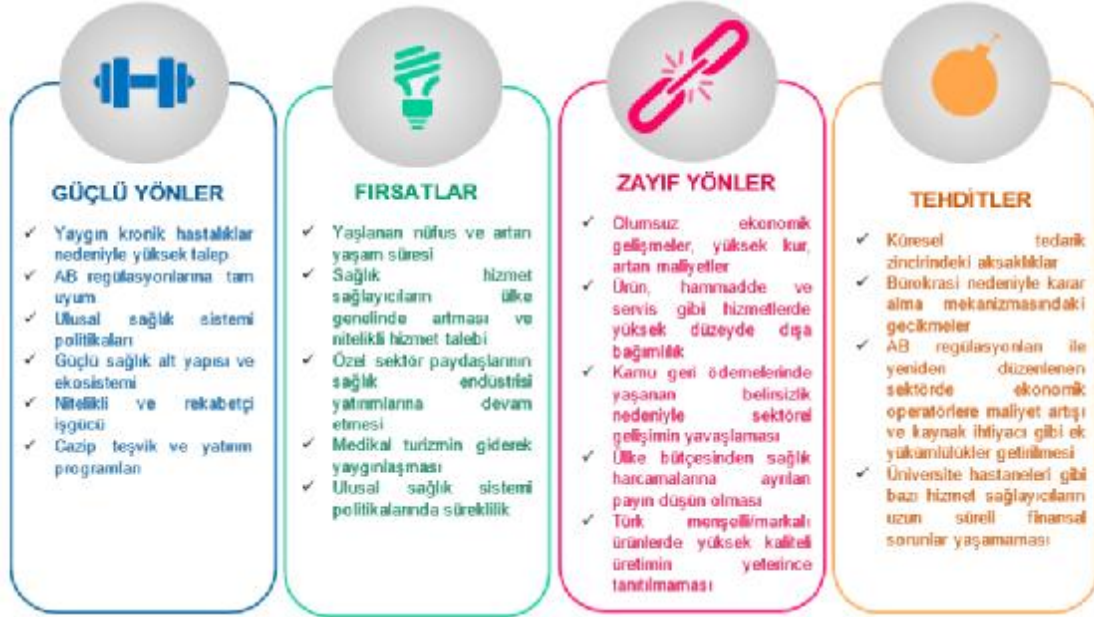 GÜÇLÜ YÖNLER
Yaygın kronik hastalıklar
nedeniyle yüksek talep
AB regülasyonlarına tam
uyum
Ulusal sağlık sistemi
politikaları
Güçlü sağlık alt yapısı ve
ekosistemi
Nitelikli ve rekabetçi
işgücü
Cazip teşvik ve yatırım
programları
FIRSATLAR
Yaşlanan nüfus ve artan
yaşam süresi
Sağlık hizmet
sağlayıcıların ülke
genelinde artması ve
nitelikli hizmet talebi
Özel sektör paydaşlarının
sağlık endüstrisi
yatırımlarına devam
etmesi
Medikal turizmin giderek
yaygınlaşması
Ulusal sağlık sistemi
politikalarında süreklilik
ZAYIF YÖNLER
Olumsuz ekonomik
gelişmeler, yüksek kur,
artan maliyetler
Ürün, hammadde ve
servis gibi hizmetlerde
yüksek düzeyde dışa
bağımlılık
Kamu geri ödemelerinde
yaşanan belirsizlik
nedeniyle sektörel
gelişimin yavaşlaması
Ülke bütçesinden sağlık
harcamalarına ayrılan
payın düşün olması
Türk menşeili/markalı
ürünlerde yüksek kaliteli
üretimin yeterince
tanıtılmaması
TEHDİTLER
Küresel tedarik
zincirindeki aksaklıklar
Bürokrasi nedeniyle karar
alma mekanizmasındaki
gecikmeler
AB regülasyonları ile
yeniden düzenlenen
sektörde ekonomik
operatörlere maliyet artışı
ve kaynak ihtiyacı gibi ek
yükümlülükler getirilmesi
Üniversite hastaneleri gibi
bazı hizmet sağlayıcıların
uzun süreli finansal
sorunlar yaşamaması